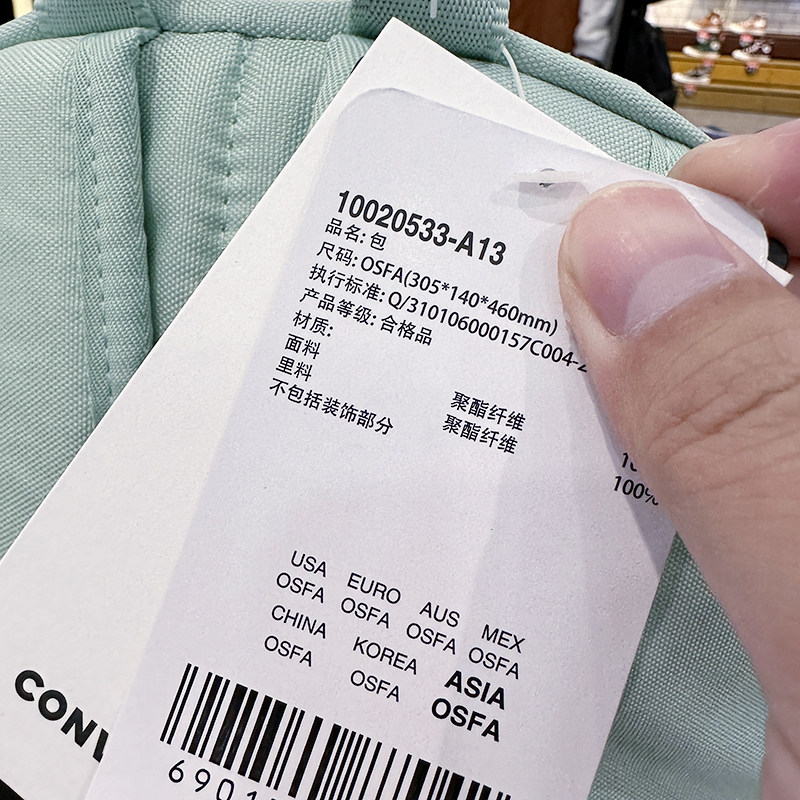 10020533-A13
品名: 包
尺码: OSFA(305*140*460mm)
执行标准: Q/310106000157C004-
产品等级: 合格品
材质:
面料 聚酯纤维
里料 聚酯纤维 100%
不包括装饰部分
USA EURO AUS MEX
OSFA OSFA OSFA OSFA
CHINA KOREA ASIA
OSFA OSFA OSFA
CONV
6901